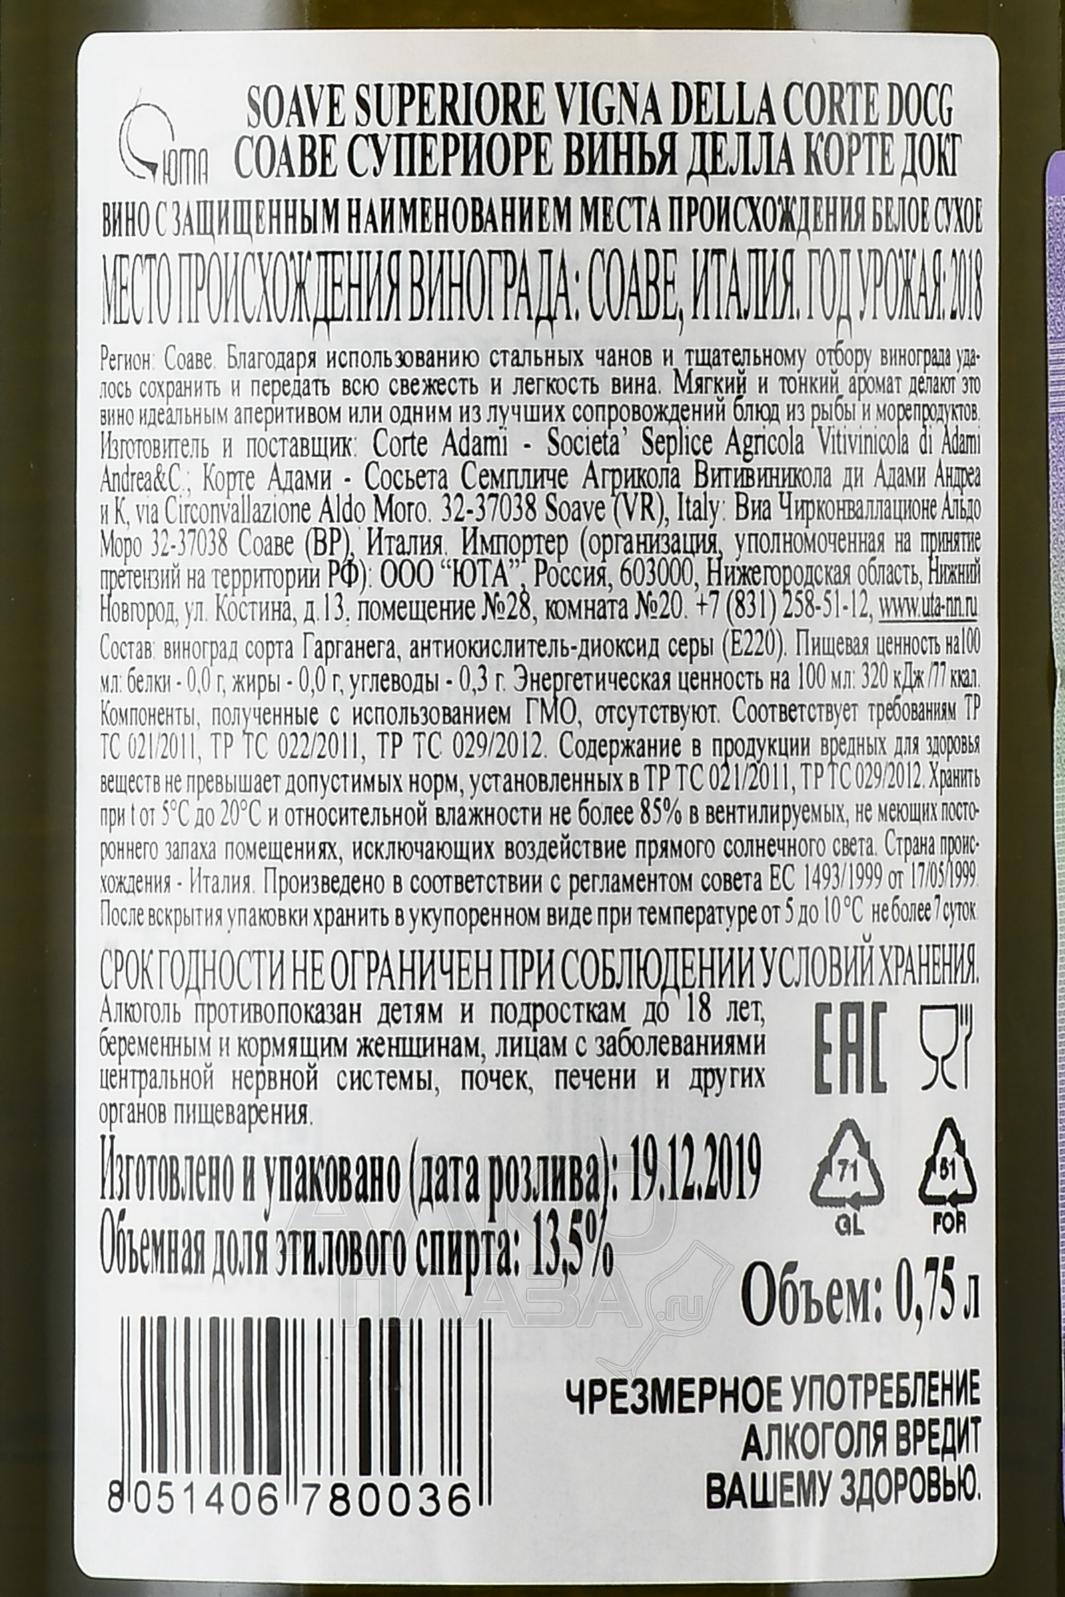 SOAVE SUPERIORE VIGNA DELLA CORTE DOCG
ЮТА
СОАВЕ СУПЕРИОРЕ ВИНЬЯ ДЕЛЛА КОРТЕ ДОКГ
ВИНО С ЗАЩИЩЕННЫМ НАИМЕНОВАНИЕМ МЕСТА ПРОИСХОЖДЕНИЯ БЕЛОЕ СУХОЕ
МЕСТО ПРОИСХОЖДЕНИЯ ВИНОГРАДА: СОАВЕ, ИТАЛИЯ. ГОД УРОЖАЯ: 2018
Регион: Соаве. Благодаря использованию стальных чанов и тщательному отбору винограда уда-
лось сохранить и передать всю свежесть и легкость вина. Мягкий и тонкий аромат делают это
вино идеальным аперитивом или одним из лучших сопровождений блюд из рыбы и морепродуктов.
Изготовитель и поставщик: Corte Adami - Societa' Seplice Agricola Vitivinicola di Adami
Andrea&C.; Корте Адами - Сосьета Семпличе Агрикола Витивиникола ди Адами Андреа
и К, via Circonvallazione Aldo Moro. 32-37038 Soave (VR), Italy: Виа Чирконваллационе Альдо
Моро 32-37038 Соаве (ВР), Италия. Импортер (организация, уполномоченная на принятие
претензий на территории РФ): ООО "ЮТА", Россия, 603000, Нижегородская область, Нижний
Новгород, ул. Костина, д.13, помещение №28, комната №20. +7 (831) 258-51-12, www.uta-nn.ru
Состав: виноград сорта Гарганега, антиокислитель-диоксид серы (Е220). Пищевая ценность на100
мл: белки - 0,0 г, жиры - 0,0 г, углеводы - 0,3 г. Энергетическая ценность на 100 мл: 320 кДж /77 ккал.
Компоненты, полученные с использованием ГМО, отсутствуют. Соответствует требованиям ТР
ТС 021/2011, ТР ТС 022/2011, ТР ТС 029/2012. Содержание в продукции вредных для здоровья
веществ не превышает допустимых норм, установленных в ТР ТС 021/2011, ТР ТС 029/2012. Хранить
при t от 5°С до 20°С и относительной влажности не более 85% в вентилируемых, не меющих посто-
роннего запаха помещениях, исключающих воздействие прямого солнечного света. Страна проис-
хождения - Италия. Произведено в соответствии с регламентом совета ЕС 1493/1999 от 17/05/1999.
После вскрытия упаковки хранить в укупоренном виде при температуре от 5 до 10 °С не более 7 суток.
СРОК ГОДНОСТИ НЕ ОГРАНИЧЕН ПРИ СОБЛЮДЕНИИ УСЛОВИЙ ХРАНЕНИЯ.
Алкоголь противопоказан детям и подросткам до 18 лет,
беременным и кормящим женщинам, лицам с заболеваниями
центральной нервной системы, почек, печени и других
органов пищеварения.
EAC
Изготовлено и упаковано (дата розлива): 19.12.2019
71
GL
51
FOR
Объемная доля этилового спирта: 13,5%
АЛКО
ПЛАЗА.ru
Объем: 0,75 л
ЧРЕЗМЕРНОЕ УПОТРЕБЛЕНИЕ
АЛКОГОЛЯ ВРЕДИТ
ВАШЕМУ ЗДОРОВЬЮ.
8 051406 780036